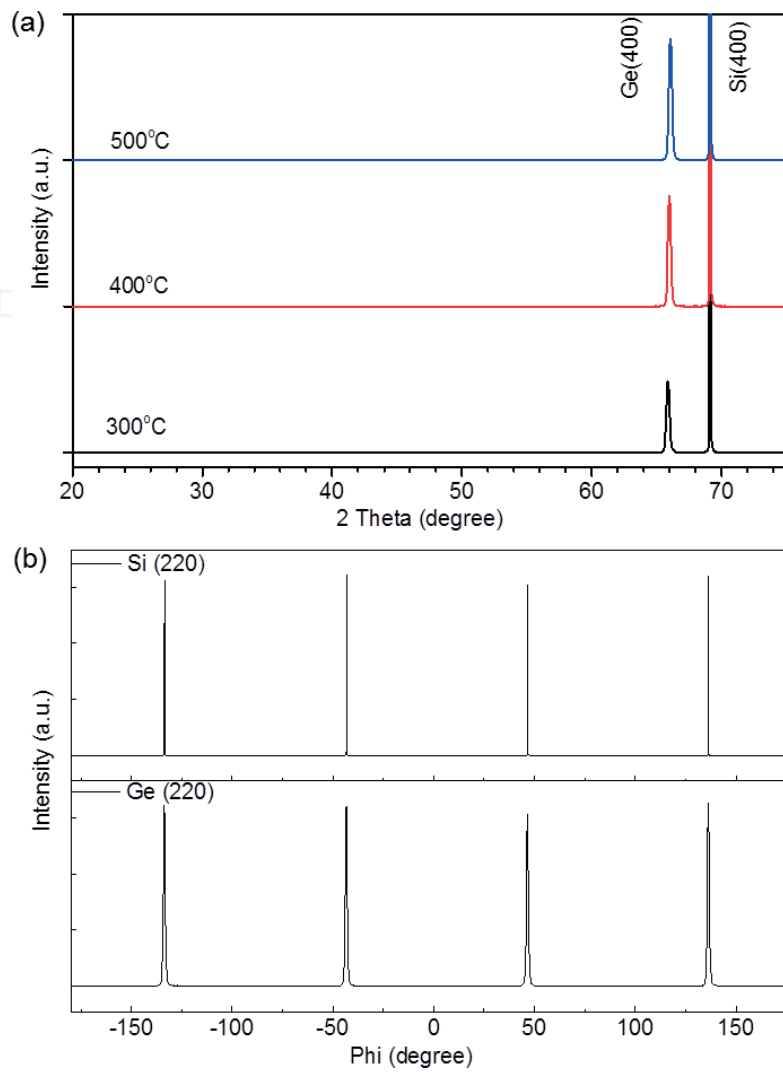 (a)
Ge(400)
Si(400)
500°C
400°C
300°C
Intensity (a.u.)
20 30 40 50 60 70
2 Theta (degree)
(b)
Si (220)
Ge (220)
Intensity (a.u.)
-150 -100 -50 0 50 100 150
Phi (degree)